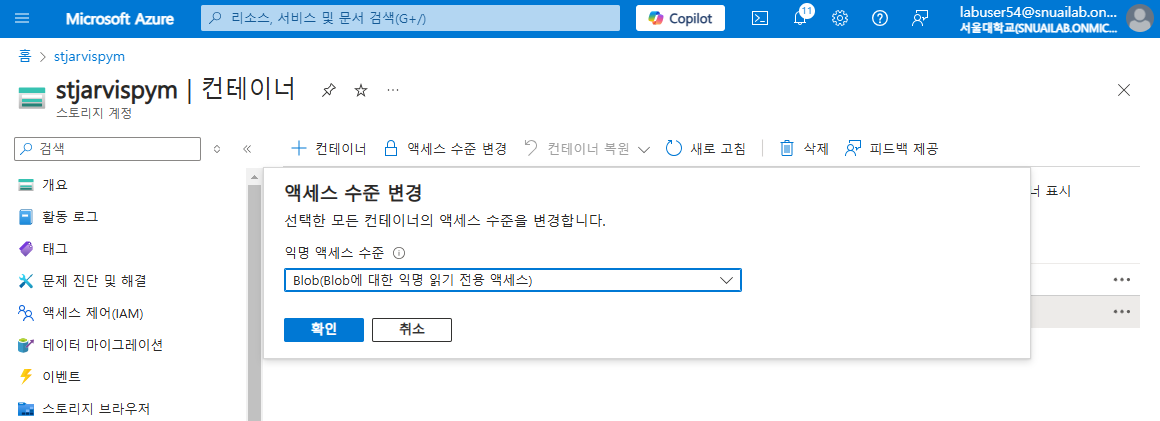 Microsoft Azure
리소스, 서비스 및 문서 검색(G+/)
Copilot
11
labuser54@snuailab.on...
서울대학교(SNUAILAB.ONMIC...
홈 > stjarvispym
stjarvispym | 컨테이너
스토리지 계정
검색
컨테이너
액세스 수준 변경
컨테이너 복원
새로 고침
삭제
피드백 제공
개요
활동 로그
태그
문제 진단 및 해결
액세스 제어(IAM)
데이터 마이그레이션
이벤트
스토리지 브라우저
액세스 수준 변경
선택한 모든 컨테이너의 액세스 수준을 변경합니다.
익명 액세스 수준
Blob(Blob에 대한 익명 읽기 전용 액세스)
확인
취소
너 표시